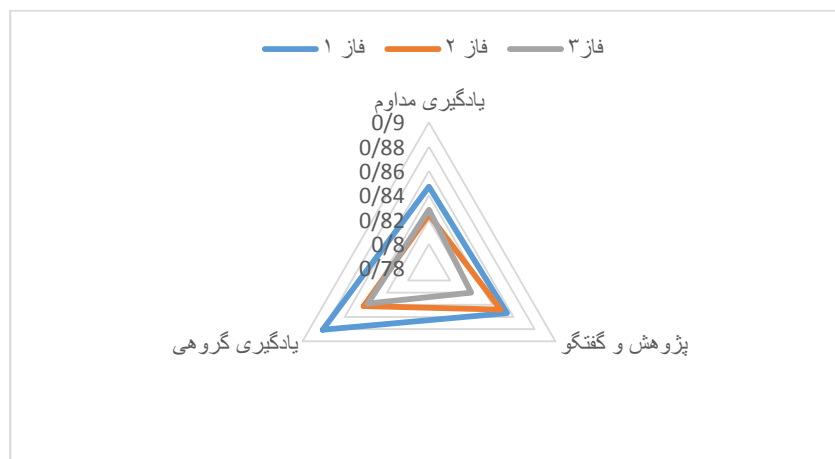 فاز ۱ فاز ۲ فاز۳
یادگیری مداوم
0/9
0/88
0/86
0/84
0/82
0/8
0/78
پژوهش و گفتگو
یادگیری گروهی